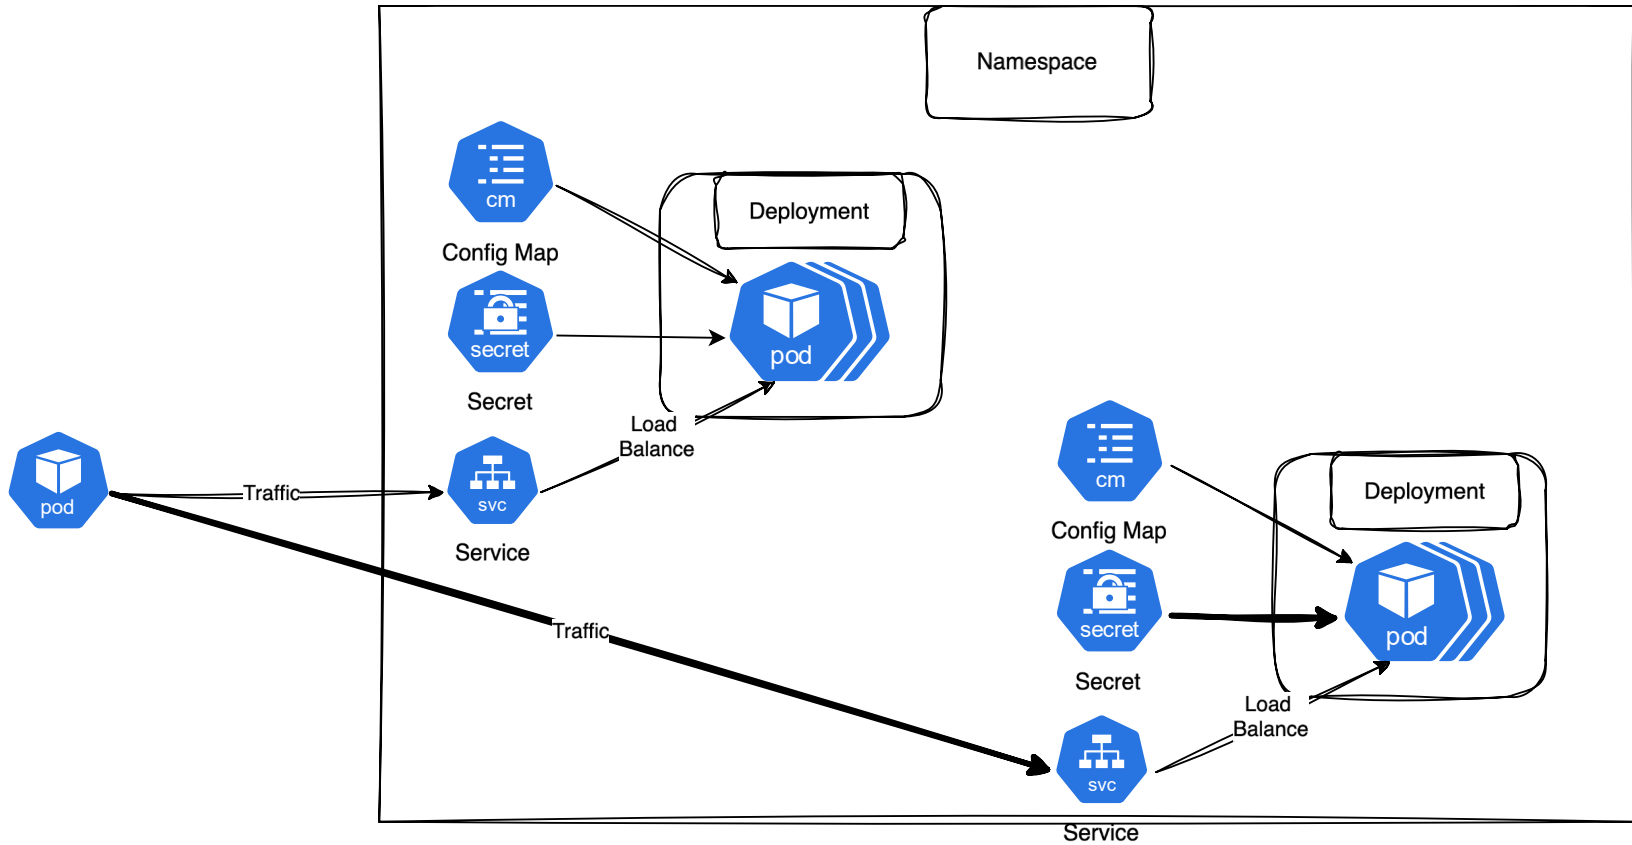 Namespace
cm
Config Map
Deployment
secret
Secret
pod
Load
Balance
pod
Traffic
svc
Service
Traffic
cm
Config Map
Deployment
secret
Secret
pod
Load
Balance
svc
Service